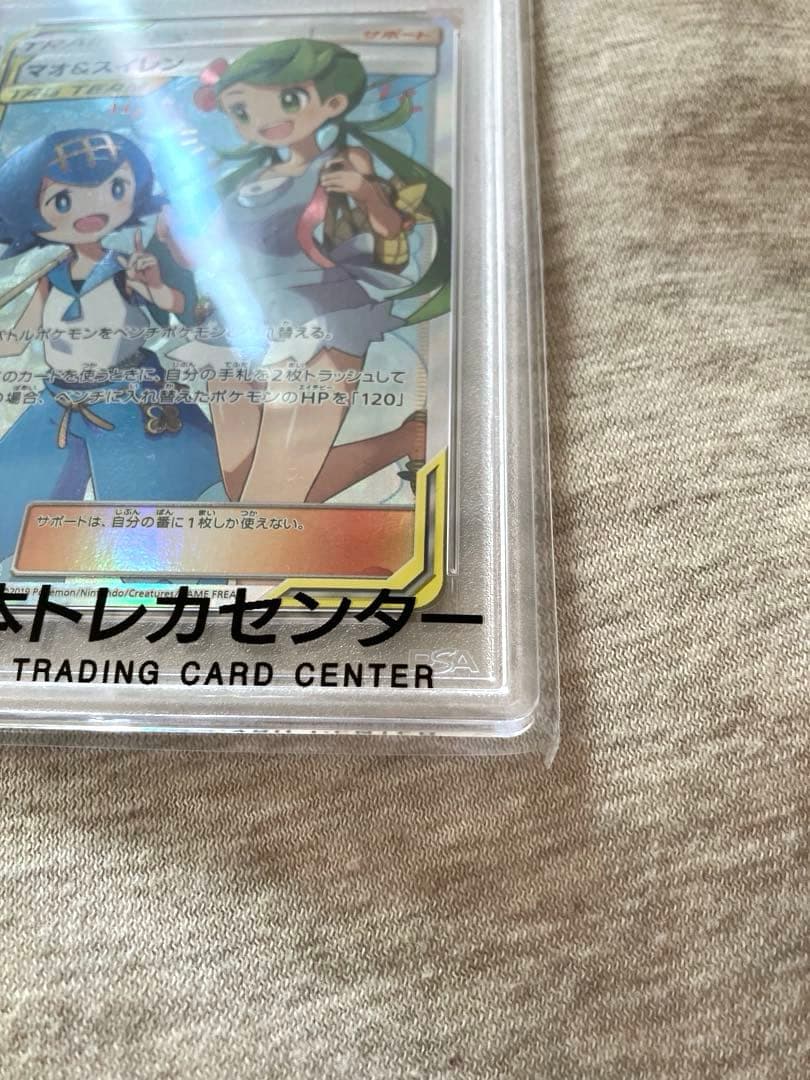 サポート
マオ&スイレン
TAG TEAM
トルポケモンをベンチポケモンと入れ替える。
のカードを使うときに、自分の手札を2枚トラッシュして
場合、ベンチに入れ替えたポケモンのHPを「120」
サポートは、自分の番に1枚しか使えない。
©2019 Pokémon/Nintendo/Creatures/GAME FREAK
本トレカセンター
TRADING CARD CENTER
PSA